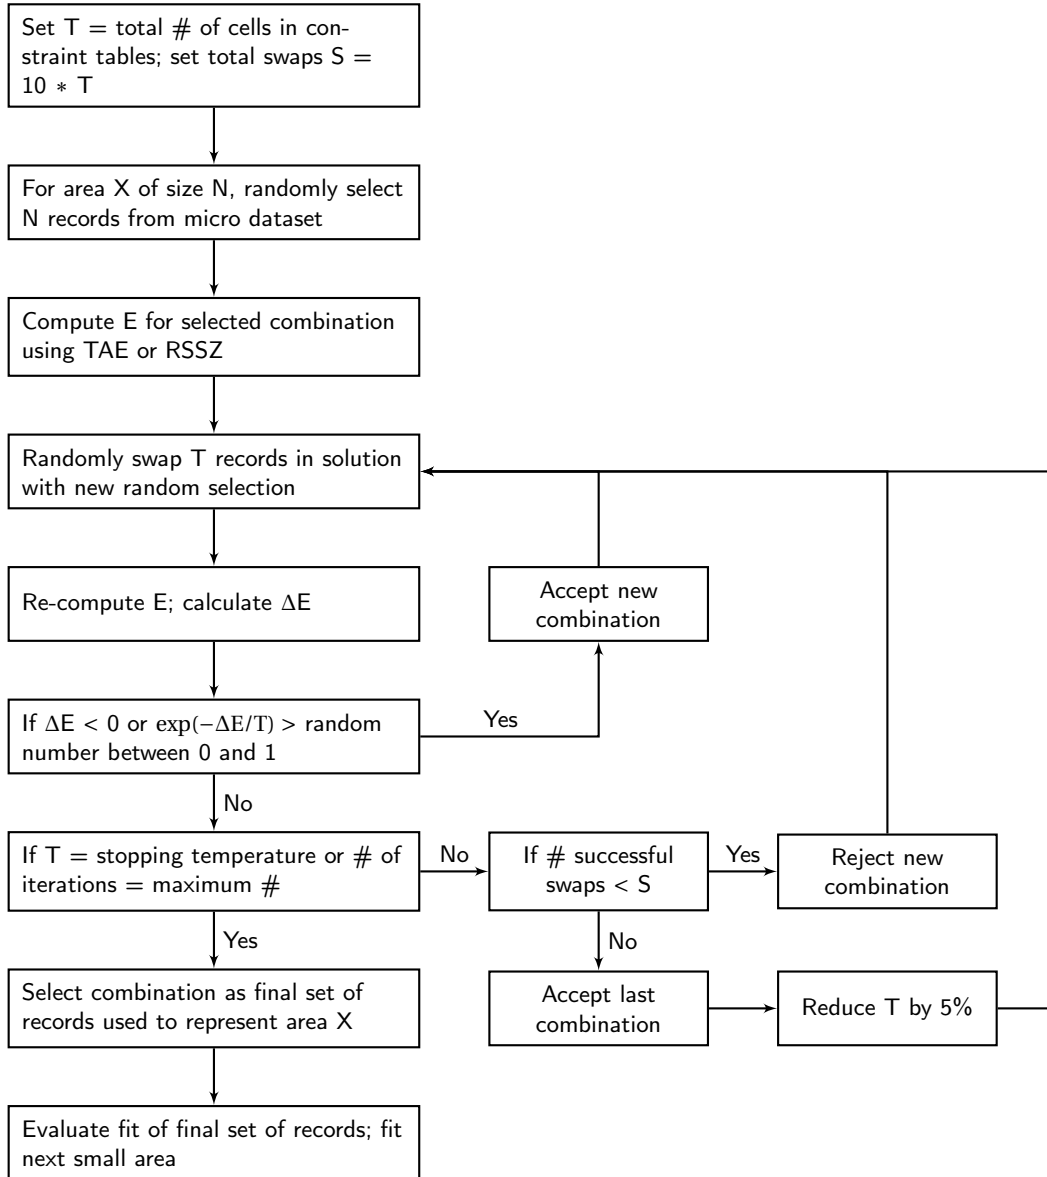 Set T = total # of cells in con-
straint tables; set total swaps S =
10 ∗ T
For area X of size N, randomly select
N records from micro dataset
Compute E for selected combination
using TAE or RSSZ
Randomly swap T records in solution
with new random selection
Re-compute E; calculate ΔE
Accept new
combination
If ΔE < 0 or exp(−ΔE/T) > random
number between 0 and 1
Yes
No
If T = stopping temperature or # of
iterations = maximum #
No
If # successful
swaps < S
Yes
Reject new
combination
Yes
No
Select combination as final set of
records used to represent area X
Accept last
combination
Reduce T by 5%
Evaluate fit of final set of records; fit
next small area